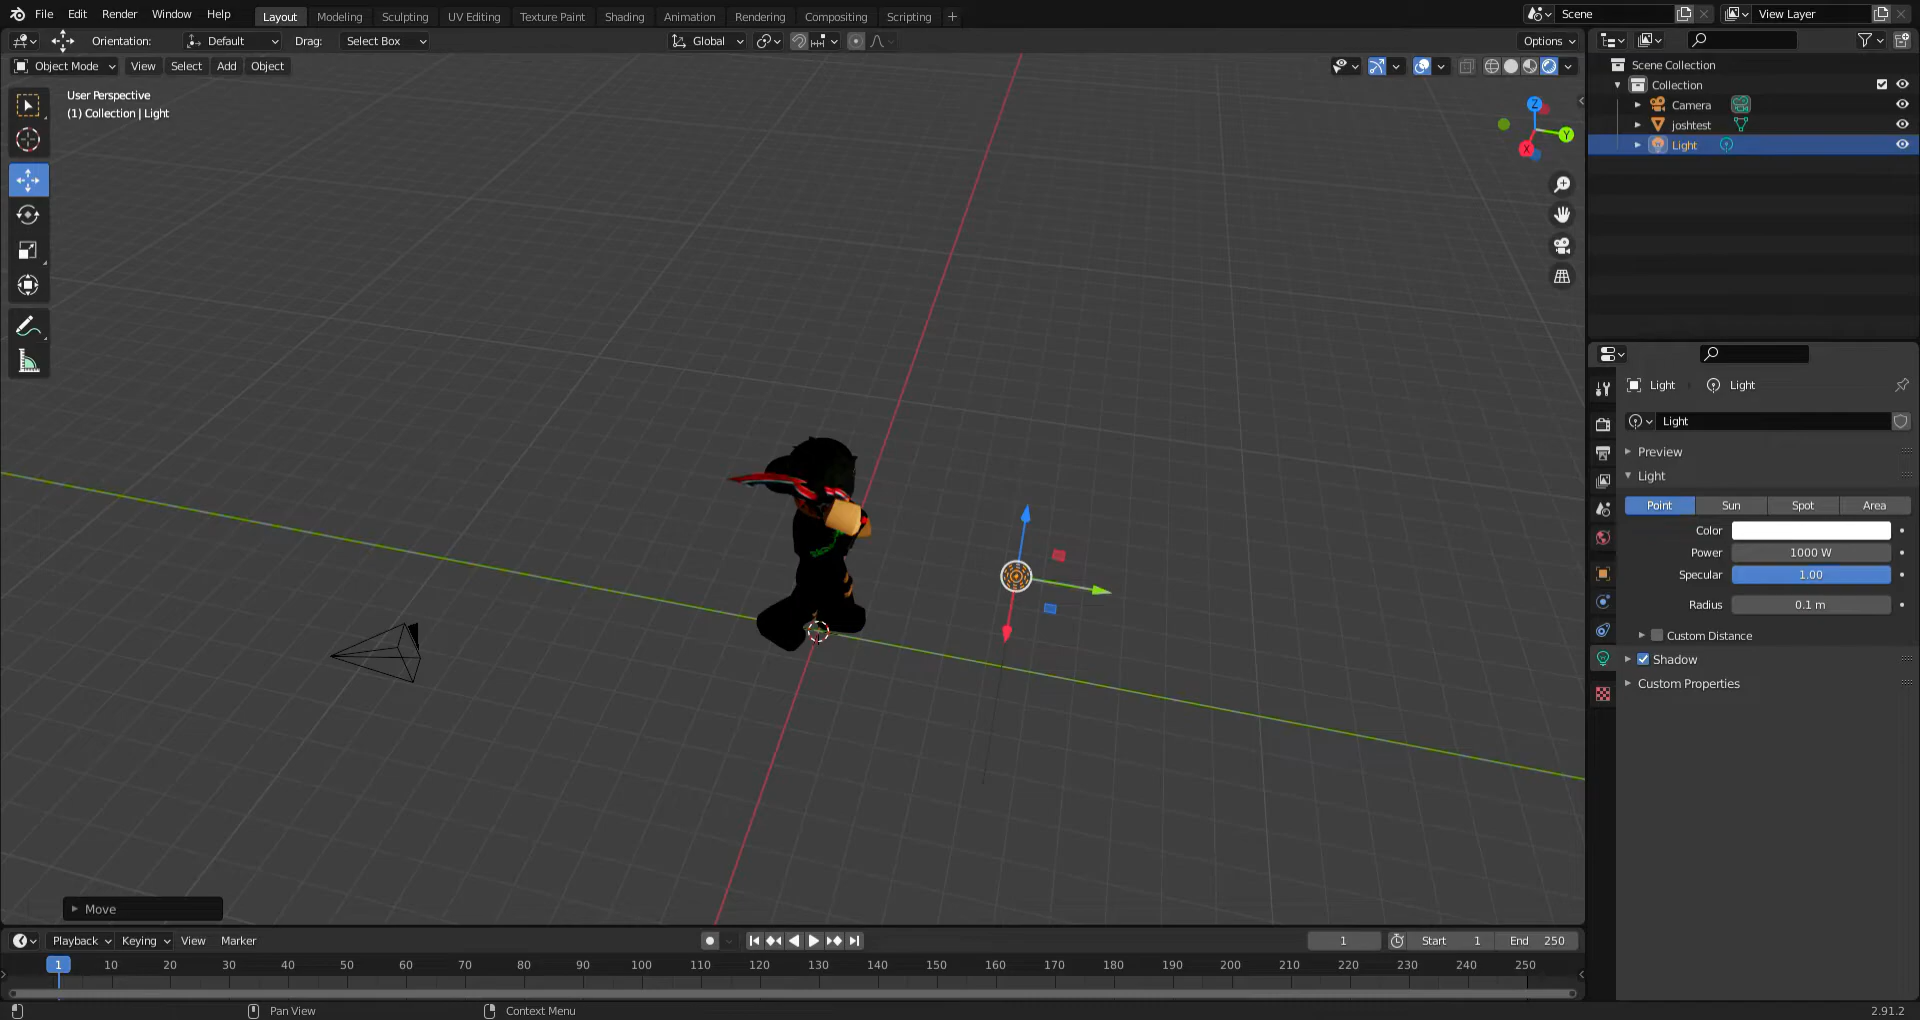 File Edit Render Window Help Layout Modeling Sculpting UV Editing Texture Paint Shading Animation Rendering Compositing Scripting + Scene View Layer
Orientation: Default Drag: Select Box Global Options
Object Mode View Select Add Object
User Perspective
(1) Collection | Light
Z
Y
X
Move
Scene Collection
Collection
Camera
joshtest
Light
Light Light
Light
Preview
Light
Point Sun Spot Area
Color
Power 1000 W
Specular 1.00
Radius 0.1 m
Custom Distance
Shadow
Custom Properties
Playback Keying View Marker 1 Start 1 End 250
1 10 20 30 40 50 60 70 80 90 100 110 120 130 140 150 160 170 180 190 200 210 220 230 240 250
Pan View Context Menu 2.91.2